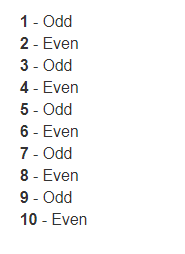 1 - Odd
2 - Even
3 - Odd
4 - Even
5 - Odd
6 - Even
7 - Odd
8 - Even
9 - Odd
10 - Even